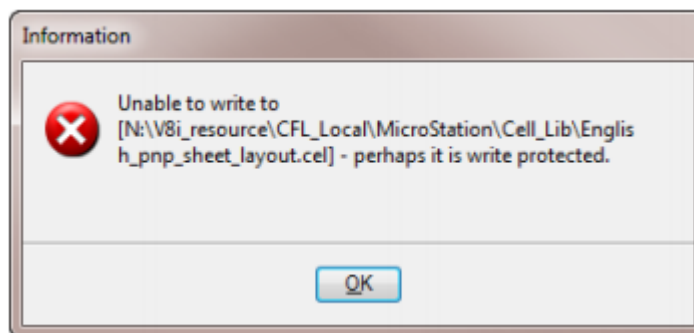 Information
Unable to write to
[N:\V8i_resource\CFL_Local\MicroStation\Cell_Lib\Englis
h_pnp_sheet_layout.cel] - perhaps it is write protected.
OK